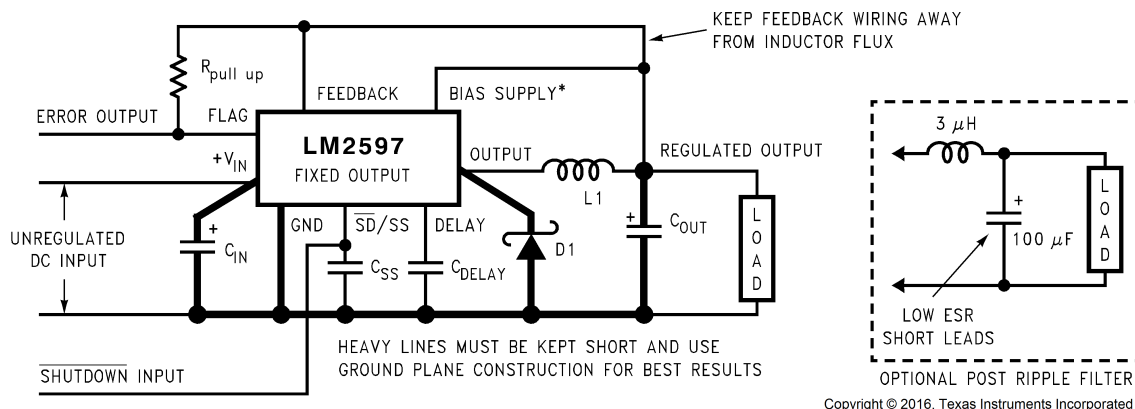 KEEP FEEDBACK WIRING AWAY
FROM INDUCTOR FLUX
Rpull up
FEEDBACK
BIAS SUPPLY*
ERROR OUTPUT
FLAG
LM2597
FIXED OUTPUT
+VIN
OUTPUT
L1
REGULATED OUTPUT
3 μH
UNREGULATED
DC INPUT
+
CIN
GND
S̅D̅/SS
DELAY
CSS
CDELAY
D1
+
COUT
LOAD
+
100 μF
LOAD
LOW ESR
SHORT LEADS
HEAVY LINES MUST BE KEPT SHORT AND USE
GROUND PLANE CONSTRUCTION FOR BEST RESULTS
S̅H̅U̅T̅D̅O̅W̅N̅ INPUT
OPTIONAL POST RIPPLE FILTER
Copyright © 2016, Texas Instruments Incorporated